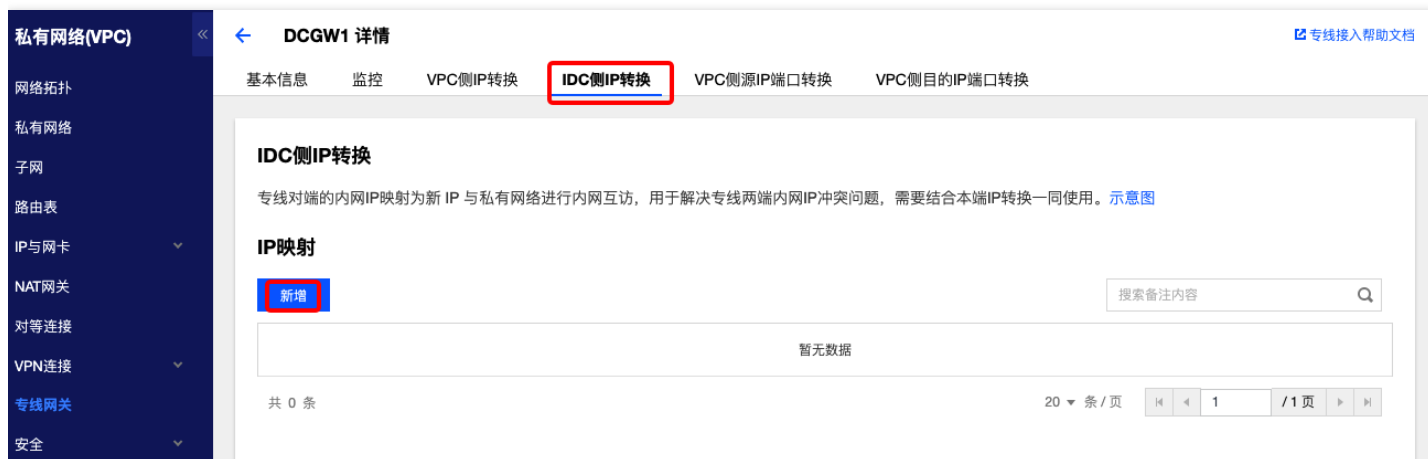 私有网络(VPC)
网络拓扑
私有网络
子网
路由表
IP与网卡
NAT网关
对等连接
VPN连接
专线网关
安全
DCGW1 详情
专线接入帮助文档
基本信息 监控 VPC侧IP转换 IDC侧IP转换 VPC侧源IP端口转换 VPC侧目的IP端口转换
IDC侧IP转换
专线对端的内网IP映射为新 IP 与私有网络进行内网互访，用于解决专线两端内网IP冲突问题，需要结合本端IP转换一同使用。示意图
IP映射
新增
搜索备注内容
暂无数据
共 0 条
20 条 / 页 1 / 1 页